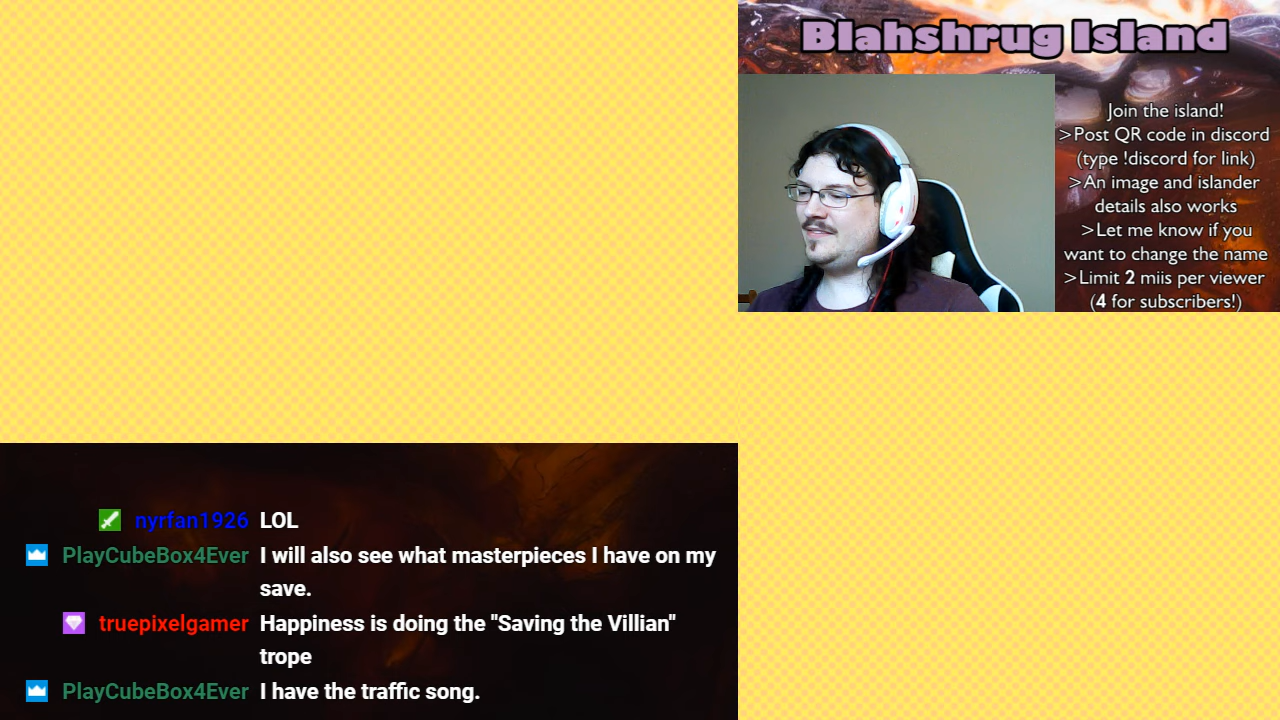 Blahshrug Island
Join the island!
>Post QR code in discord
(type !discord for link)
>An image and islander
details also works
>Let me know if you
want to change the name
>Limit 2 miis per viewer
(4 for subscribers!)
nyrfan1926 LOL
PlayCubeBox4Ever I will also see what masterpieces I have on my
save.
truepixelgamer Happiness is doing the "Saving the Villian"
trope
PlayCubeBox4Ever I have the traffic song.